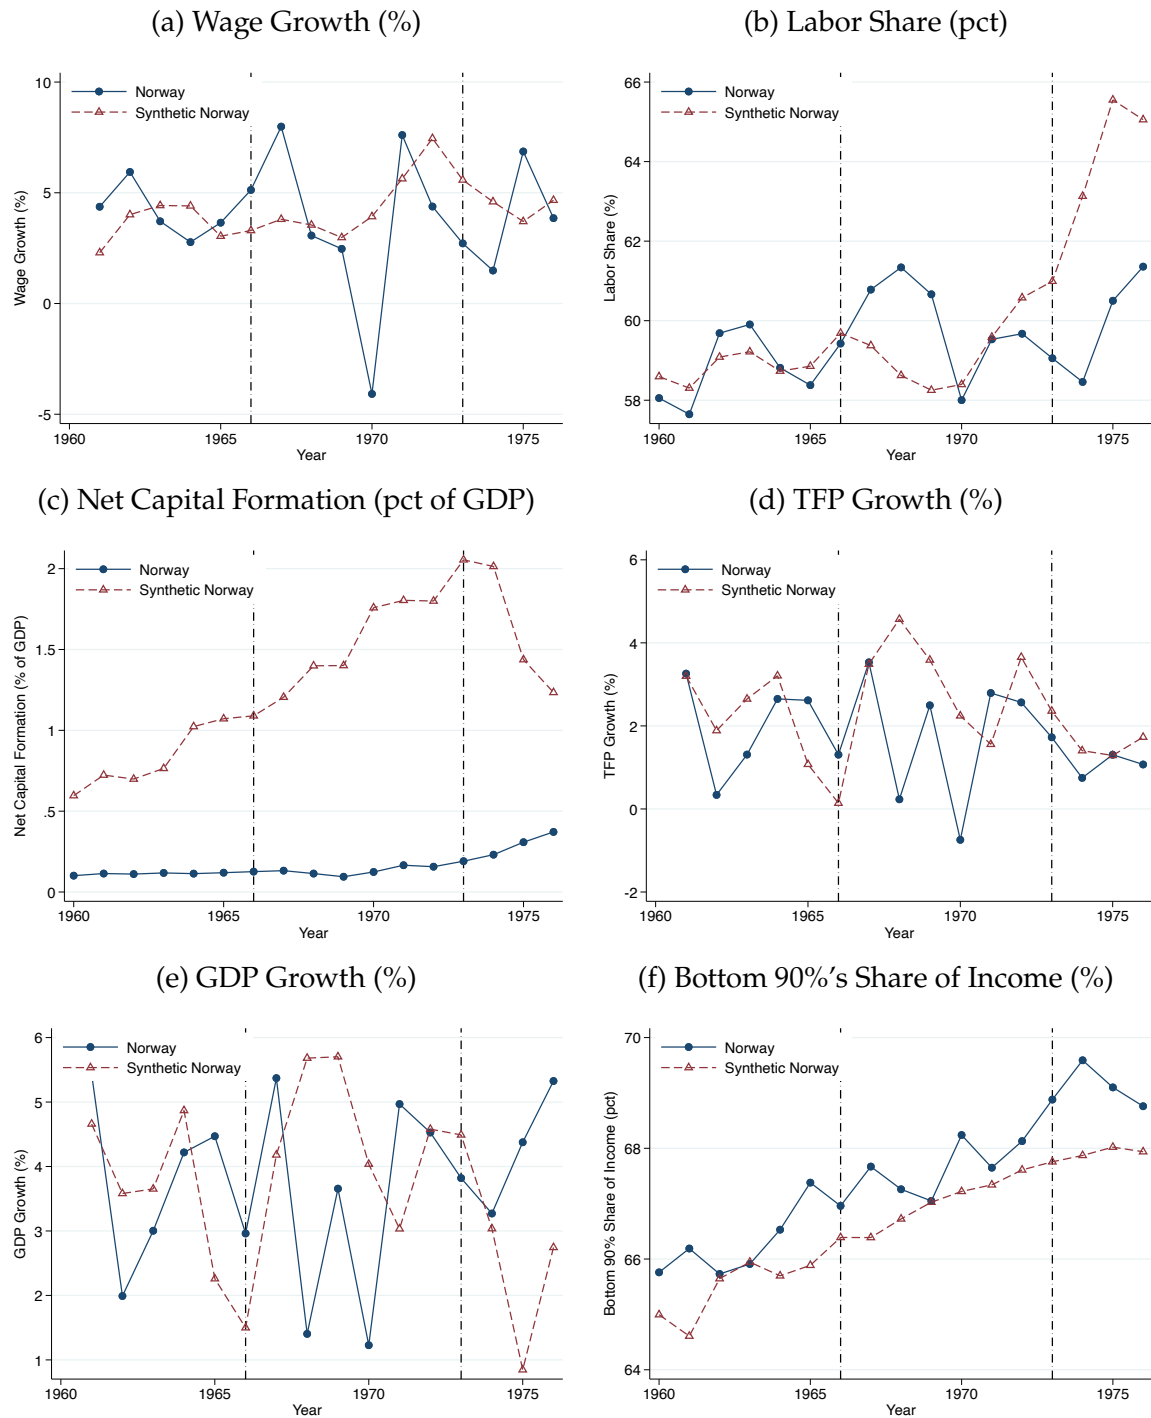 (a) Wage Growth (%)
Norway
Synthetic Norway
Wage Growth (%)
10
5
0
-5
1960
1965
1970
1975
Year
(b) Labor Share (pct)
Norway
Synthetic Norway
Labor Share (%)
66
64
62
60
58
1960
1965
1970
1975
Year
(c) Net Capital Formation (pct of GDP)
Norway
Synthetic Norway
Net Capital Formation (% of GDP)
2
1.5
1
.5
0
1960
1965
1970
1975
Year
(d) TFP Growth (%)
Norway
Synthetic Norway
TFP Growth (%)
6
4
2
0
-2
1960
1965
1970
1975
Year
(e) GDP Growth (%)
Norway
Synthetic Norway
GDP Growth (%)
6
5
4
3
2
1
1960
1965
1970
1975
Year
(f) Bottom 90%’s Share of Income (%)
Norway
Synthetic Norway
Bottom 90% Share of Income (pct)
70
68
66
64
1960
1965
1970
1975
Year